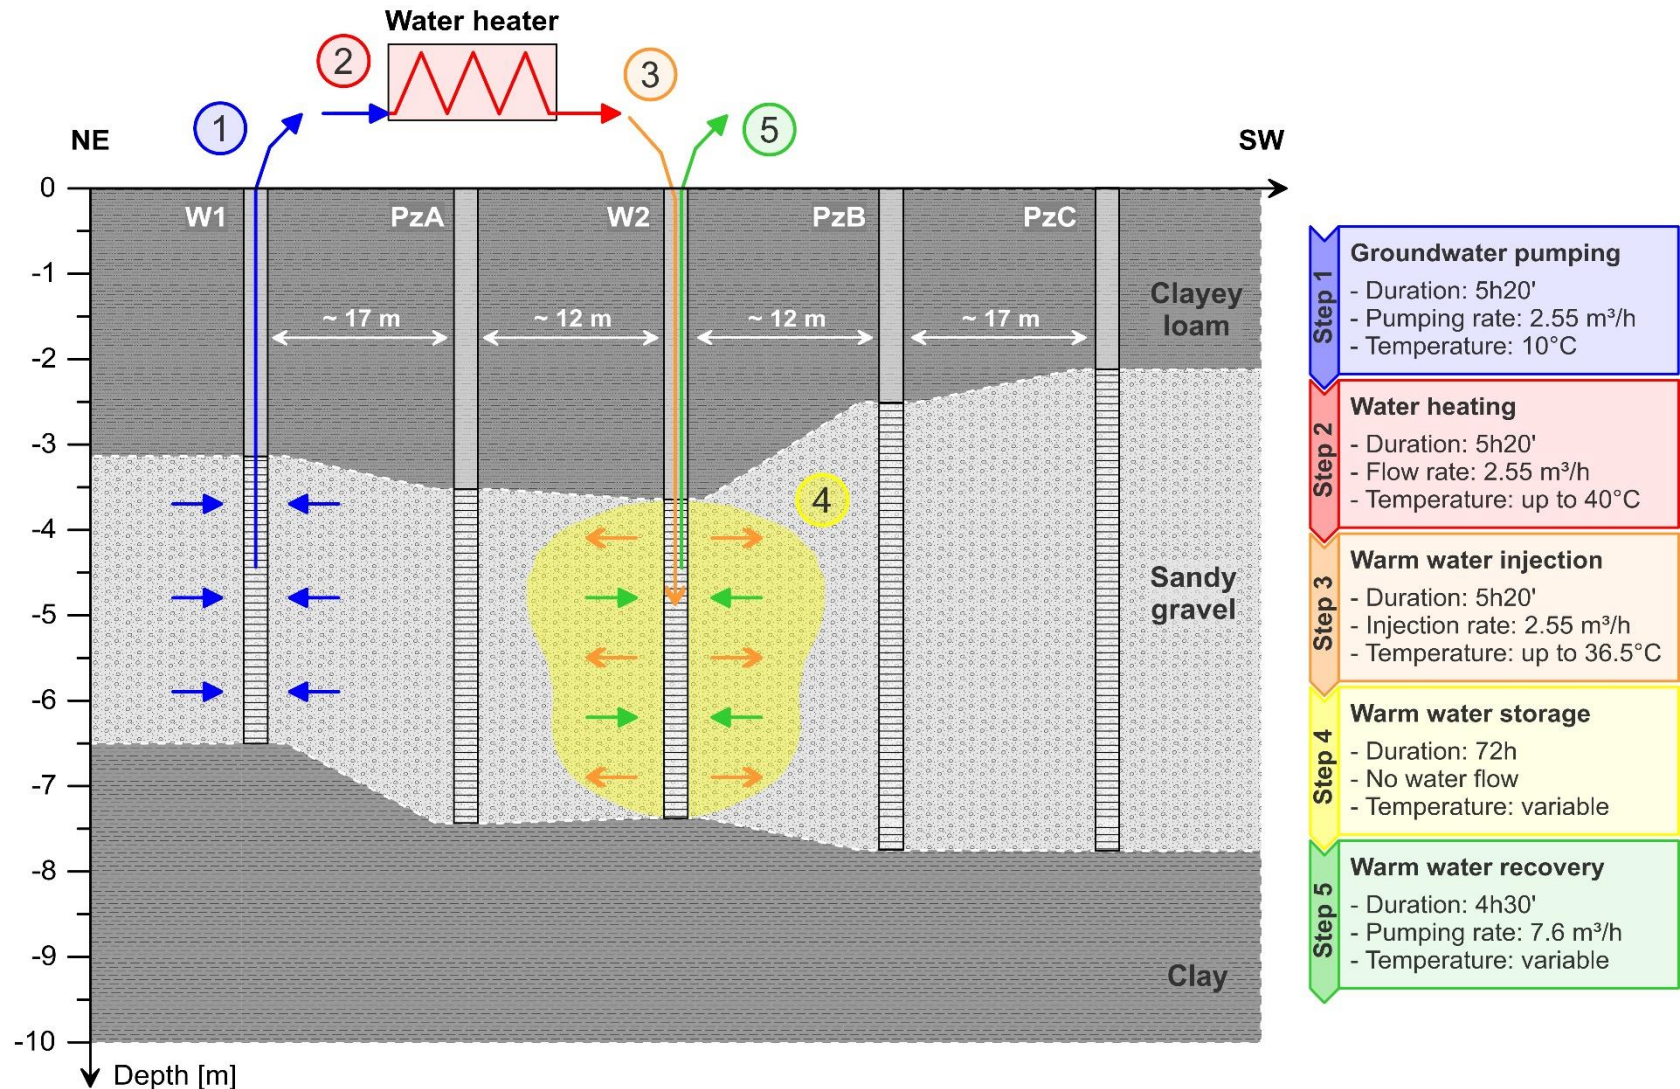 Water heater
2
3
1
5
NE
SW
0
W1
PzA
W2
PzB
PzC
-1
Clayey
loam
~ 17 m
~ 12 m
~ 12 m
~ 17 m
-2
-3
4
-4
-5
Sandy
gravel
-6
-7
-8
-9
Clay
-10
Depth [m]
Step 1
Groundwater pumping
- Duration: 5h20'
- Pumping rate: 2.55 m³/h
- Temperature: 10°C
Step 2
Water heating
- Duration: 5h20'
- Flow rate: 2.55 m³/h
- Temperature: up to 40°C
Step 3
Warm water injection
- Duration: 5h20'
- Injection rate: 2.55 m³/h
- Temperature: up to 36.5°C
Step 4
Warm water storage
- Duration: 72h
- No water flow
- Temperature: variable
Step 5
Warm water recovery
- Duration: 4h30'
- Pumping rate: 7.6 m³/h
- Temperature: variable